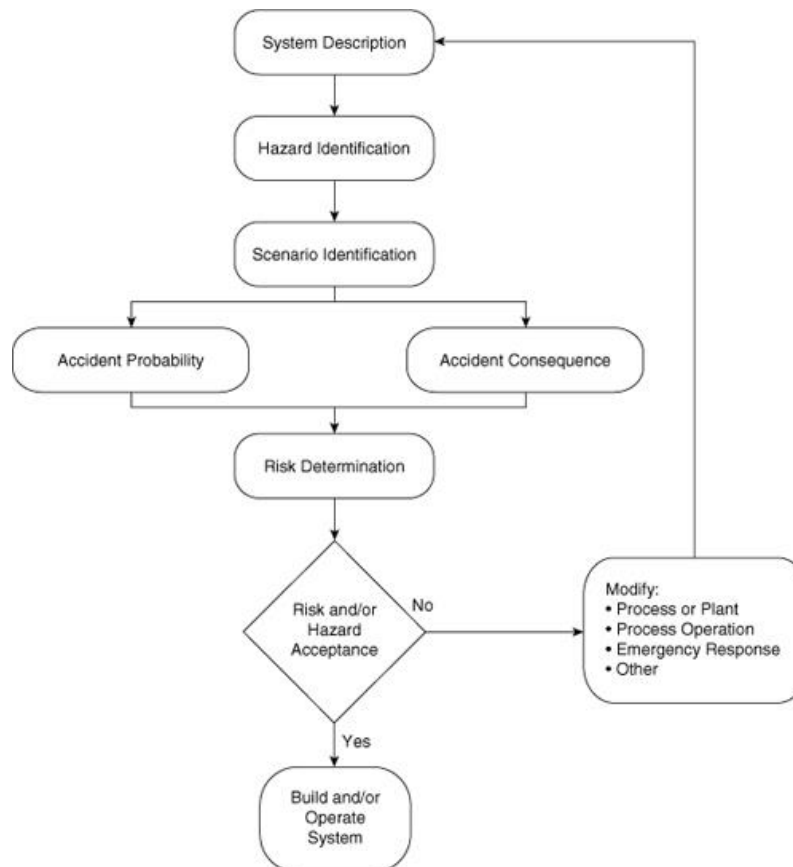 System Description
Hazard Identification
Scenario Identification
Accident Probability
Accident Consequence
Risk Determination
Risk and/or
Hazard
Acceptance
No
Modify:
• Process or Plant
• Process Operation
• Emergency Response
• Other
Yes
Build and/or
Operate
System